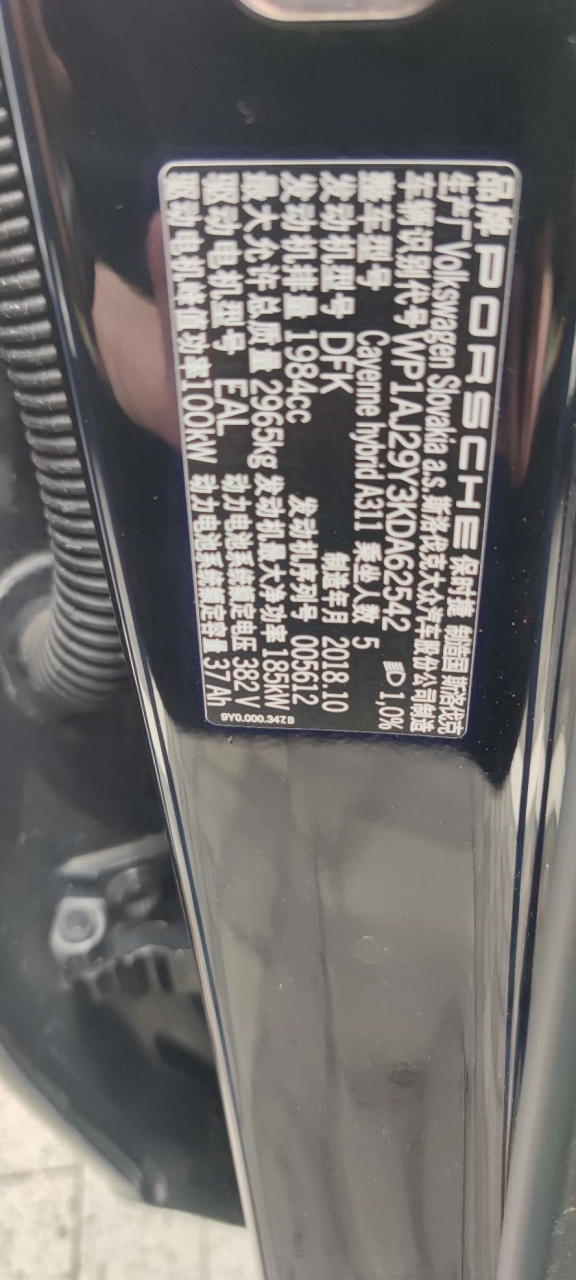 品牌 PORSCHE 保时捷 制造国 斯洛伐克
生产厂 Volkswagen Slovakia a.s. 斯洛伐克大众汽车股份公司制造
车辆识别代号 WP1AJ29Y3KDA62542 1,0%
整车型号 Cayenne hybrid A311 乘坐人数 5
发动机型号 DFK 制造年月 2018.10
发动机排量 1984cc 发动机序列号 005612
最大允许总质量 2965kg 发动机最大净功率 185kW
驱动电机型号 EAL 动力电池系统额定电压 382V
驱动电机峰值功率100kW 动力电池系统额定容量 37Ah
9Y0.000.347.B